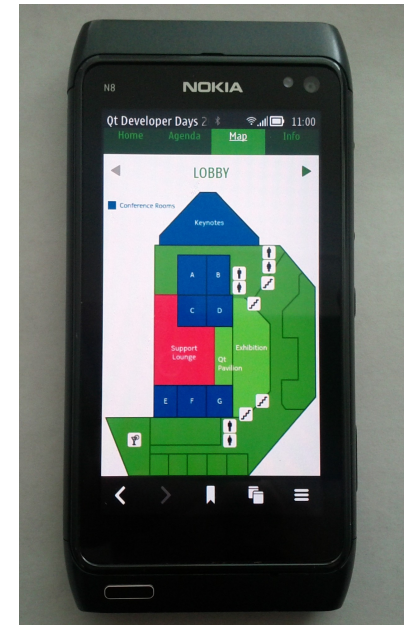 N8 NOKIA
Qt Developer Days 2 11:00
Home Agenda Map Info
LOBBY
Conference Rooms
Keynotes
A B
C D
Support
Lounge
Exhibition
Qt
Pavilion
E F G